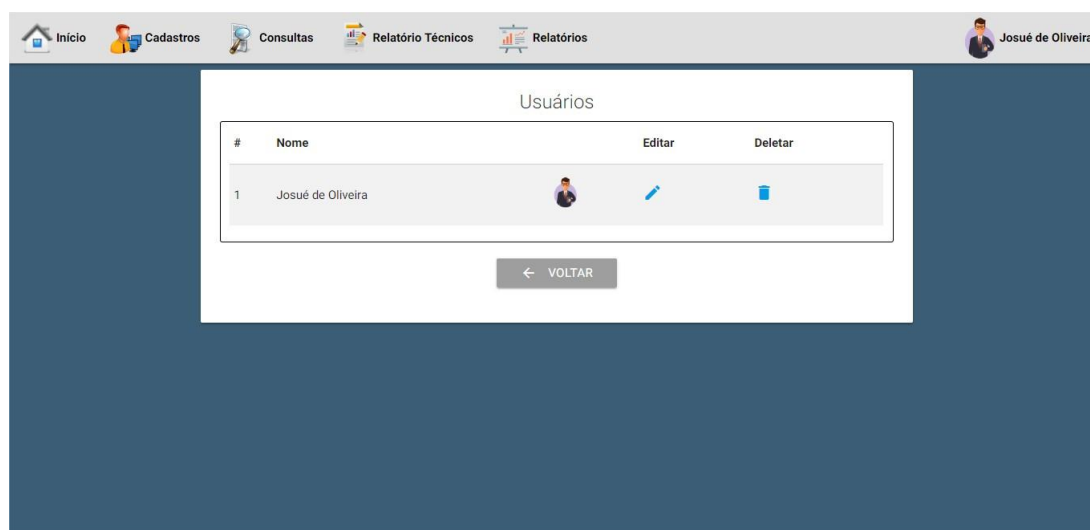 Início Cadastros Consultas Relatório Técnicos Relatórios Josué de Oliveira
Usuários
# Nome Editar Deletar
1 Josué de Oliveira
← VOLTAR